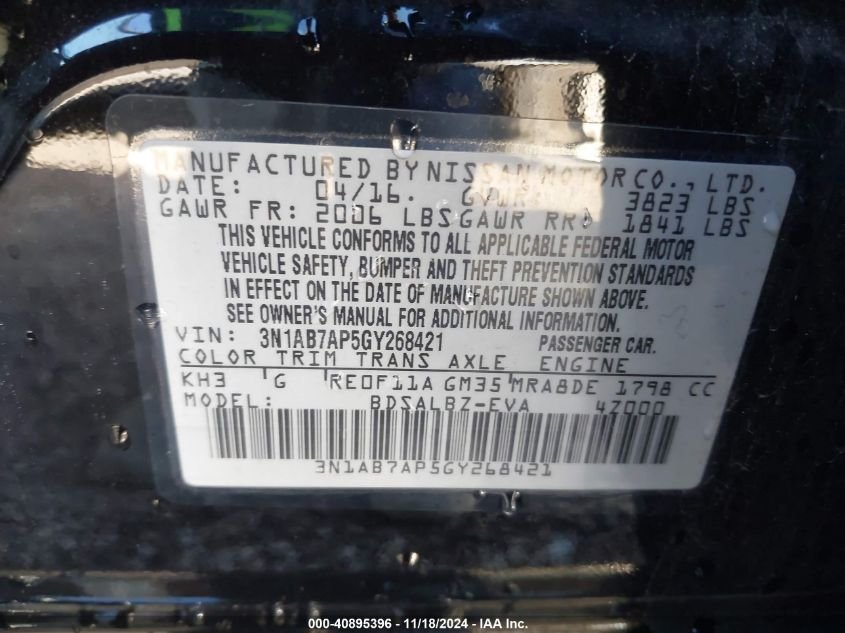 MANUFACTURED BY NISSAN MOTOR CO., LTD.
DATE: 04/16. GVWR 3823 LBS
GAWR FR: 2006 LBS GAWR RR: 1841 LBS
THIS VEHICLE CONFORMS TO ALL APPLICABLE FEDERAL MOTOR
VEHICLE SAFETY, BUMPER AND THEFT PREVENTION STANDARDS
IN EFFECT ON THE DATE OF MANUFACTURE SHOWN ABOVE.
SEE OWNER'S MANUAL FOR ADDITIONAL INFORMATION.
VIN: 3N1AB7AP5GY268421 PASSENGER CAR.
COLOR TRIM TRANS AXLE ENGINE
KH3 G RE0F11A GM35 MRA8DE 1798 CC
MODEL: BDSALBZ-EVA 4Z000
3N1AB7AP5GY268421
000-40895396 - 11/18/2024 - IAA Inc.